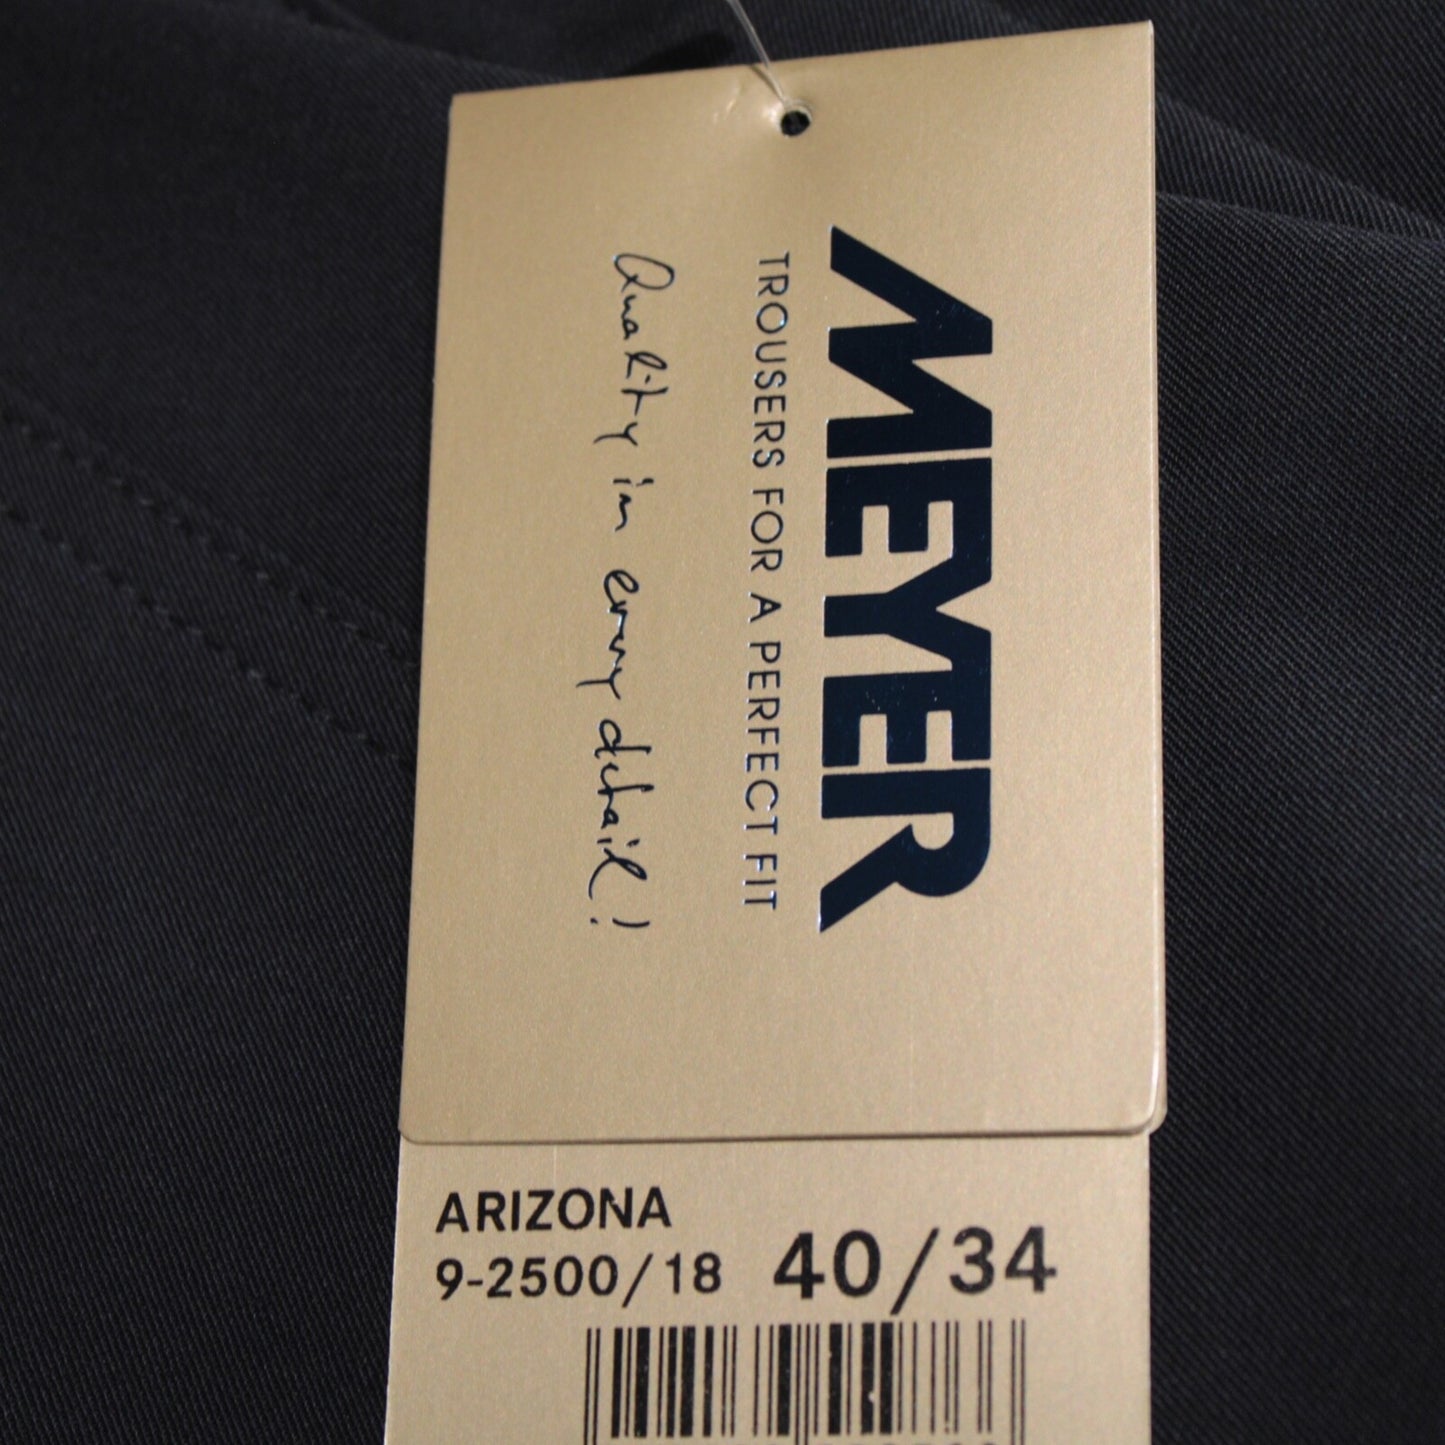 MEYER
TROUSERS FOR A PERFECT FIT
Quality in every detail!
ARIZONA
9-2500/18 40/34